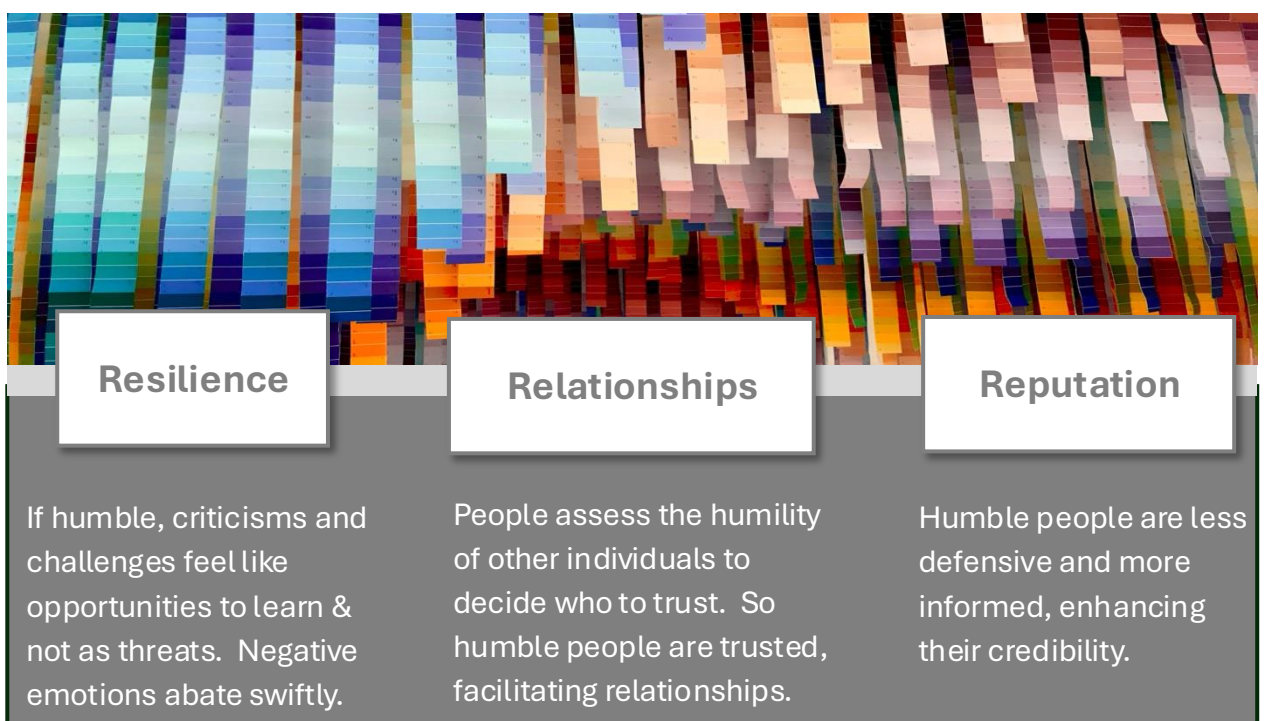 Resilience
If humble, criticisms and
challenges feel like
opportunities to learn &
not as threats.  Negative
emotions abate swiftly.
Relationships
People assess the humility
of other individuals to
decide who to trust.  So
humble people are trusted,
facilitating relationships.
Reputation
Humble people are less
defensive and more
informed, enhancing
their credibility.